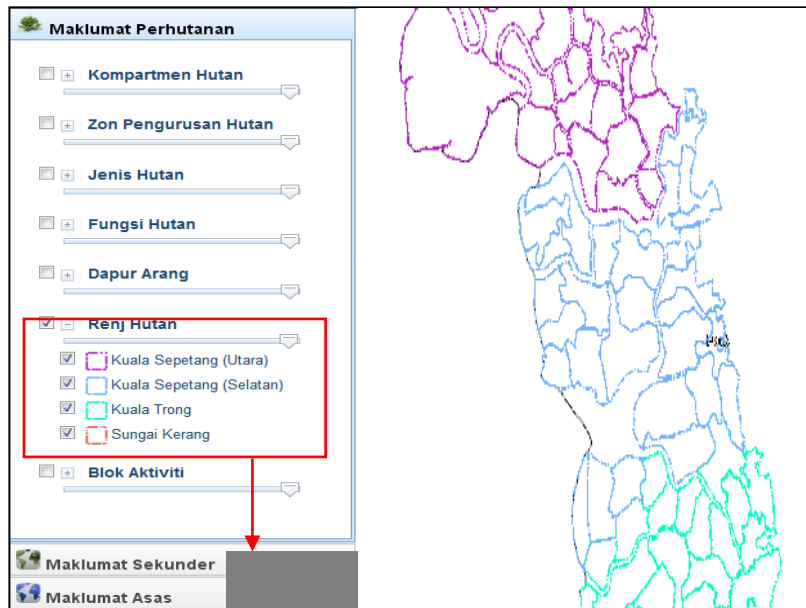 Maklumat Perhutanan
Kompartmen Hutan
Zon Pengurusan Hutan
Jenis Hutan
Fungsi Hutan
Dapur Arang
Renj Hutan
Kuala Sepetang (Utara)
Kuala Sepetang (Selatan)
Kuala Trong
Sungai Kerang
Blok Aktiviti
Maklumat Sekunder
Maklumat Asas